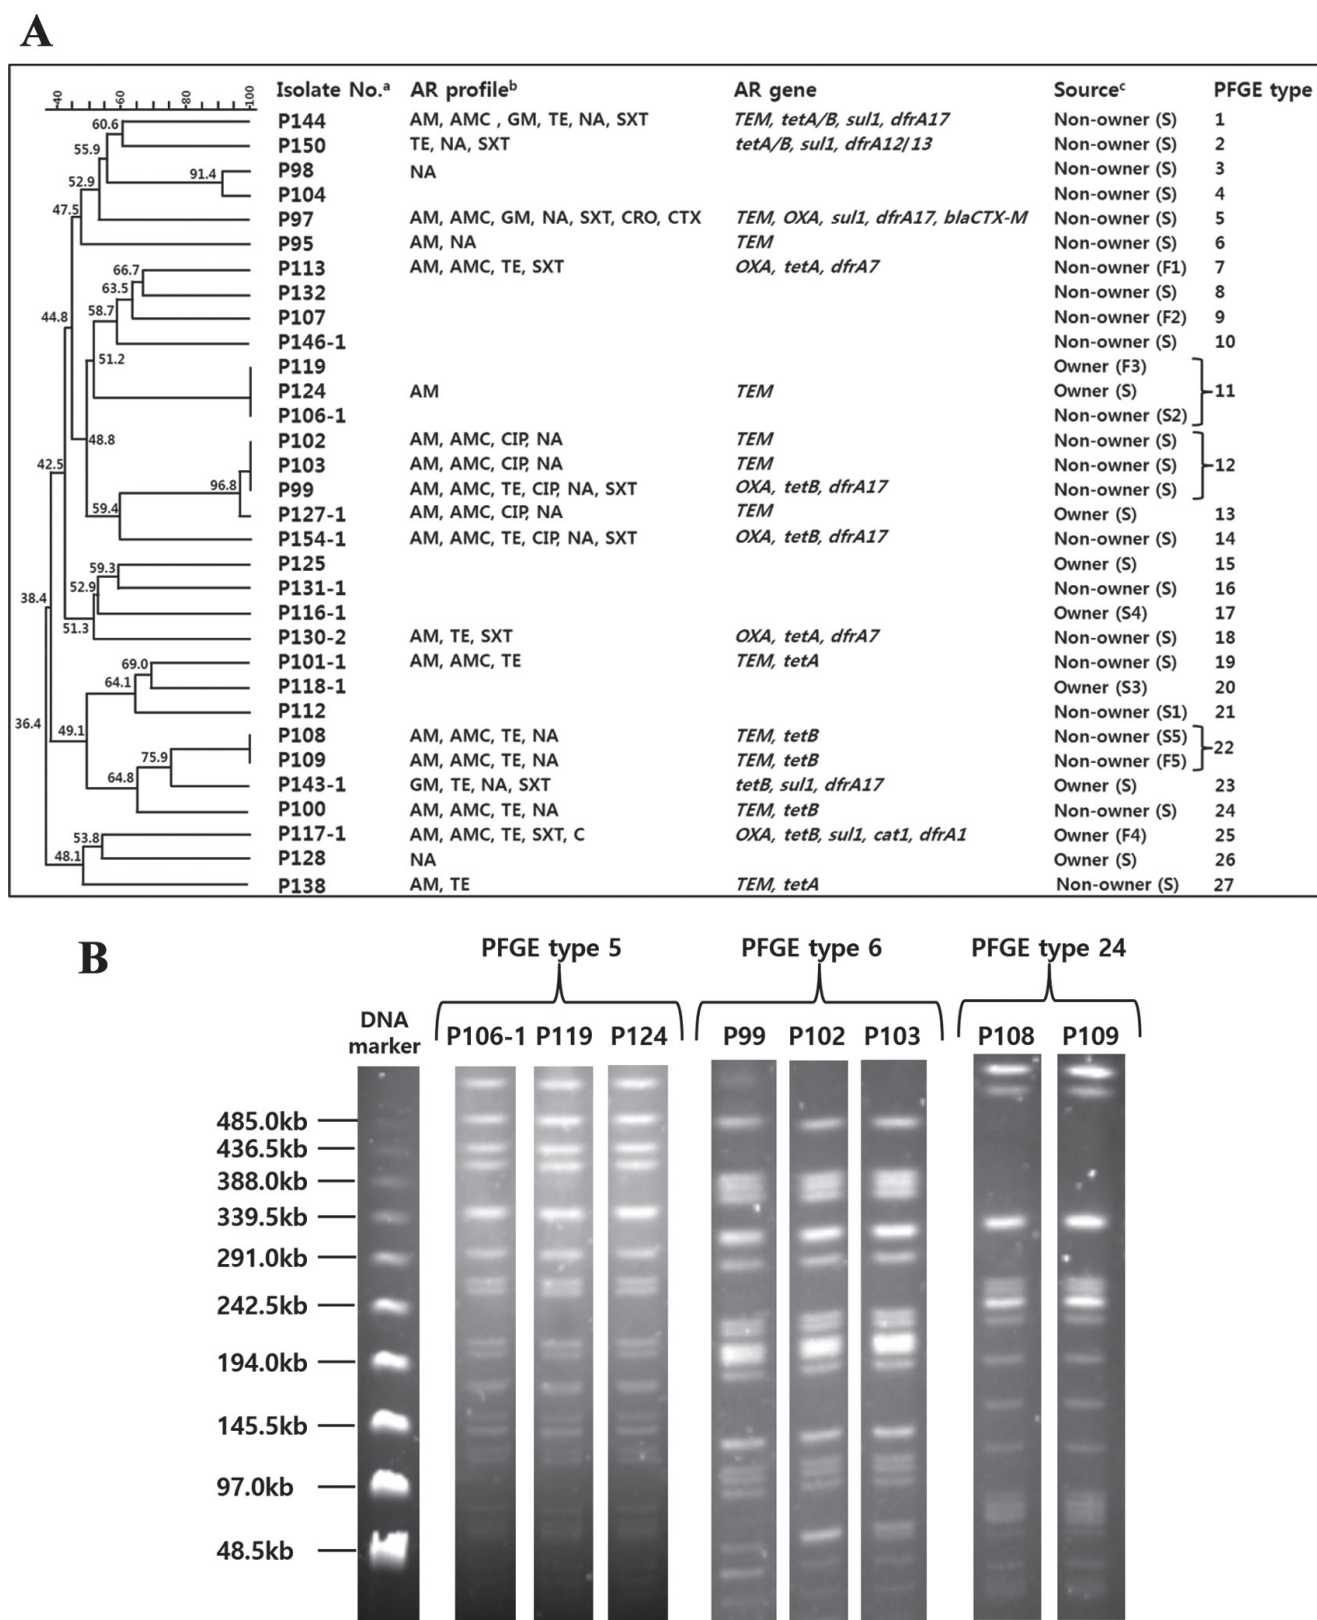 A
-40 -60 -80 -100 Isolate No.ᵃ AR profileᵇ AR gene Sourceᶜ PFGE type
60.6 P144 AM, AMC , GM, TE, NA, SXT TEM, tetA/B, sul1, dfrA17 Non-owner (S) 1
55.9 P150 TE, NA, SXT tetA/B, sul1, dfrA12/13 Non-owner (S) 2
52.9 91.4 P98 NA Non-owner (S) 3
P104 Non-owner (S) 4
47.5 P97 AM, AMC, GM, NA, SXT, CRO, CTX TEM, OXA, sul1, dfrA17, blaCTX-M Non-owner (S) 5
P95 AM, NA TEM Non-owner (S) 6
66.7 P113 AM, AMC, TE, SXT OXA, tetA, dfrA7 Non-owner (F1) 7
63.5 P132 Non-owner (S) 8
44.8 58.7 P107 Non-owner (F2) 9
P146-1 Non-owner (S) 10
51.2 P119 Owner (F3)
P124 AM TEM Owner (S) 11
P106-1 Non-owner (S2)
48.8 P102 AM, AMC, CIP, NA TEM Non-owner (S)
42.5 P103 AM, AMC, CIP, NA TEM Non-owner (S) 12
96.8 P99 AM, AMC, TE, CIP, NA, SXT OXA, tetB, dfrA17 Non-owner (S)
59.4 P127-1 AM, AMC, CIP, NA TEM Owner (S) 13
P154-1 AM, AMC, TE, CIP, NA, SXT OXA, tetB, dfrA17 Non-owner (S) 14
59.3 P125 Owner (S) 15
52.9 P131-1 Non-owner (S) 16
38.4 P116-1 Owner (S4) 17
51.3 P130-2 AM, TE, SXT OXA, tetA, dfrA7 Non-owner (S) 18
69.0 P101-1 AM, AMC, TE TEM, tetA Non-owner (S) 19
64.1 P118-1 Owner (S3) 20
36.4 P112 Non-owner (S1) 21
49.1 P108 AM, AMC, TE, NA TEM, tetB Non-owner (S5)
75.9 P109 AM, AMC, TE, NA TEM, tetB Non-owner (F5) 22
64.8 P143-1 GM, TE, NA, SXT tetB, sul1, dfrA17 Owner (S) 23
P100 AM, AMC, TE, NA TEM, tetB Non-owner (S) 24
53.8 P117-1 AM, AMC, TE, SXT, C OXA, tetB, sul1, cat1, dfrA1 Owner (F4) 25
48.1 P128 NA Owner (S) 26
P138 AM, TE TEM, tetA Non-owner (S) 27
B
PFGE type 5 PFGE type 6 PFGE type 24
DNA marker P106-1 P119 P124 P99 P102 P103 P108 P109
485.0kb
436.5kb
388.0kb
339.5kb
291.0kb
242.5kb
194.0kb
145.5kb
97.0kb
48.5kb